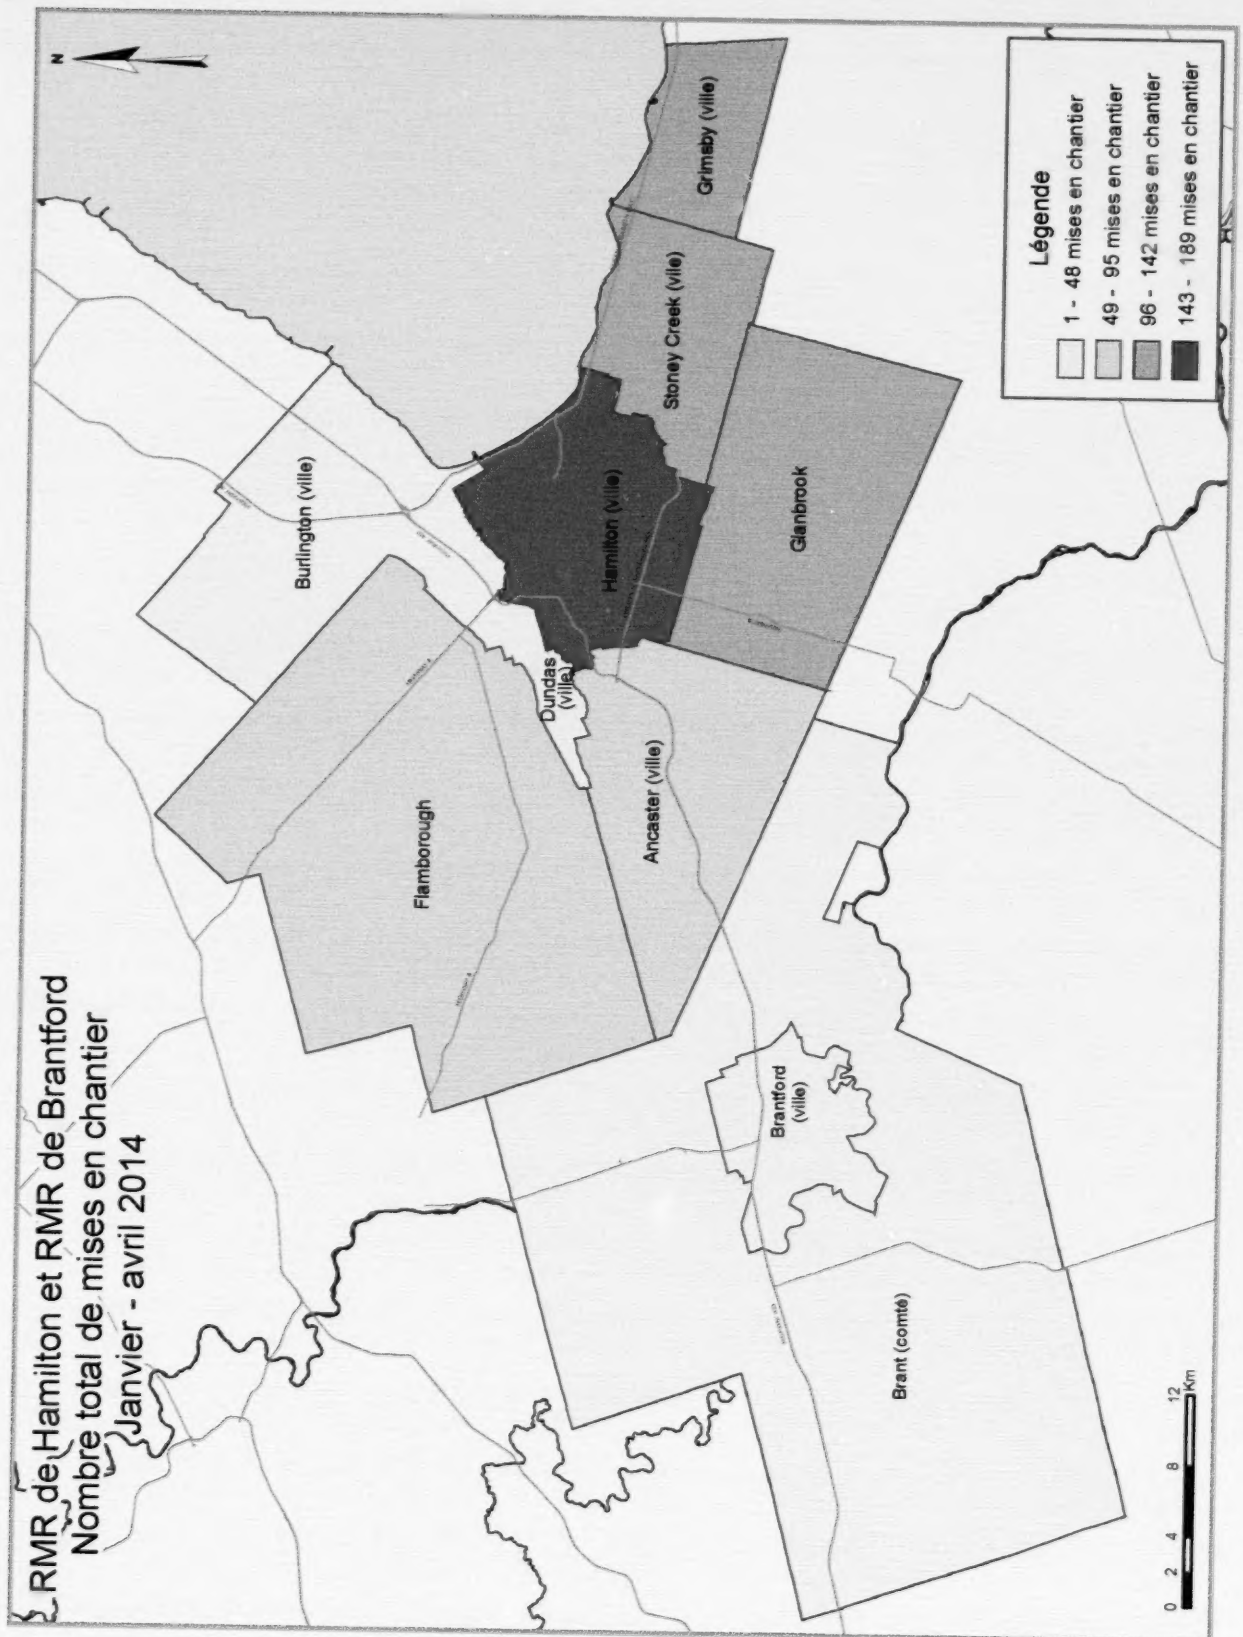 RMR de Hamilton et RMR de Brantford
Nombre total de mises en chantier
Janvier - avril 2014
N
Burlington (ville)
Flamborough
Dundas
(ville)
Hamilton (ville)
Grimsby (ville)
Stoney Creek (ville)
Ancaster (ville)
Glanbrook
Brantford
(ville)
Brant (comté)
Légende
1 - 48 mises en chantier
49 - 95 mises en chantier
96 - 142 mises en chantier
143 - 189 mises en chantier
0 2 4 8 12
Km